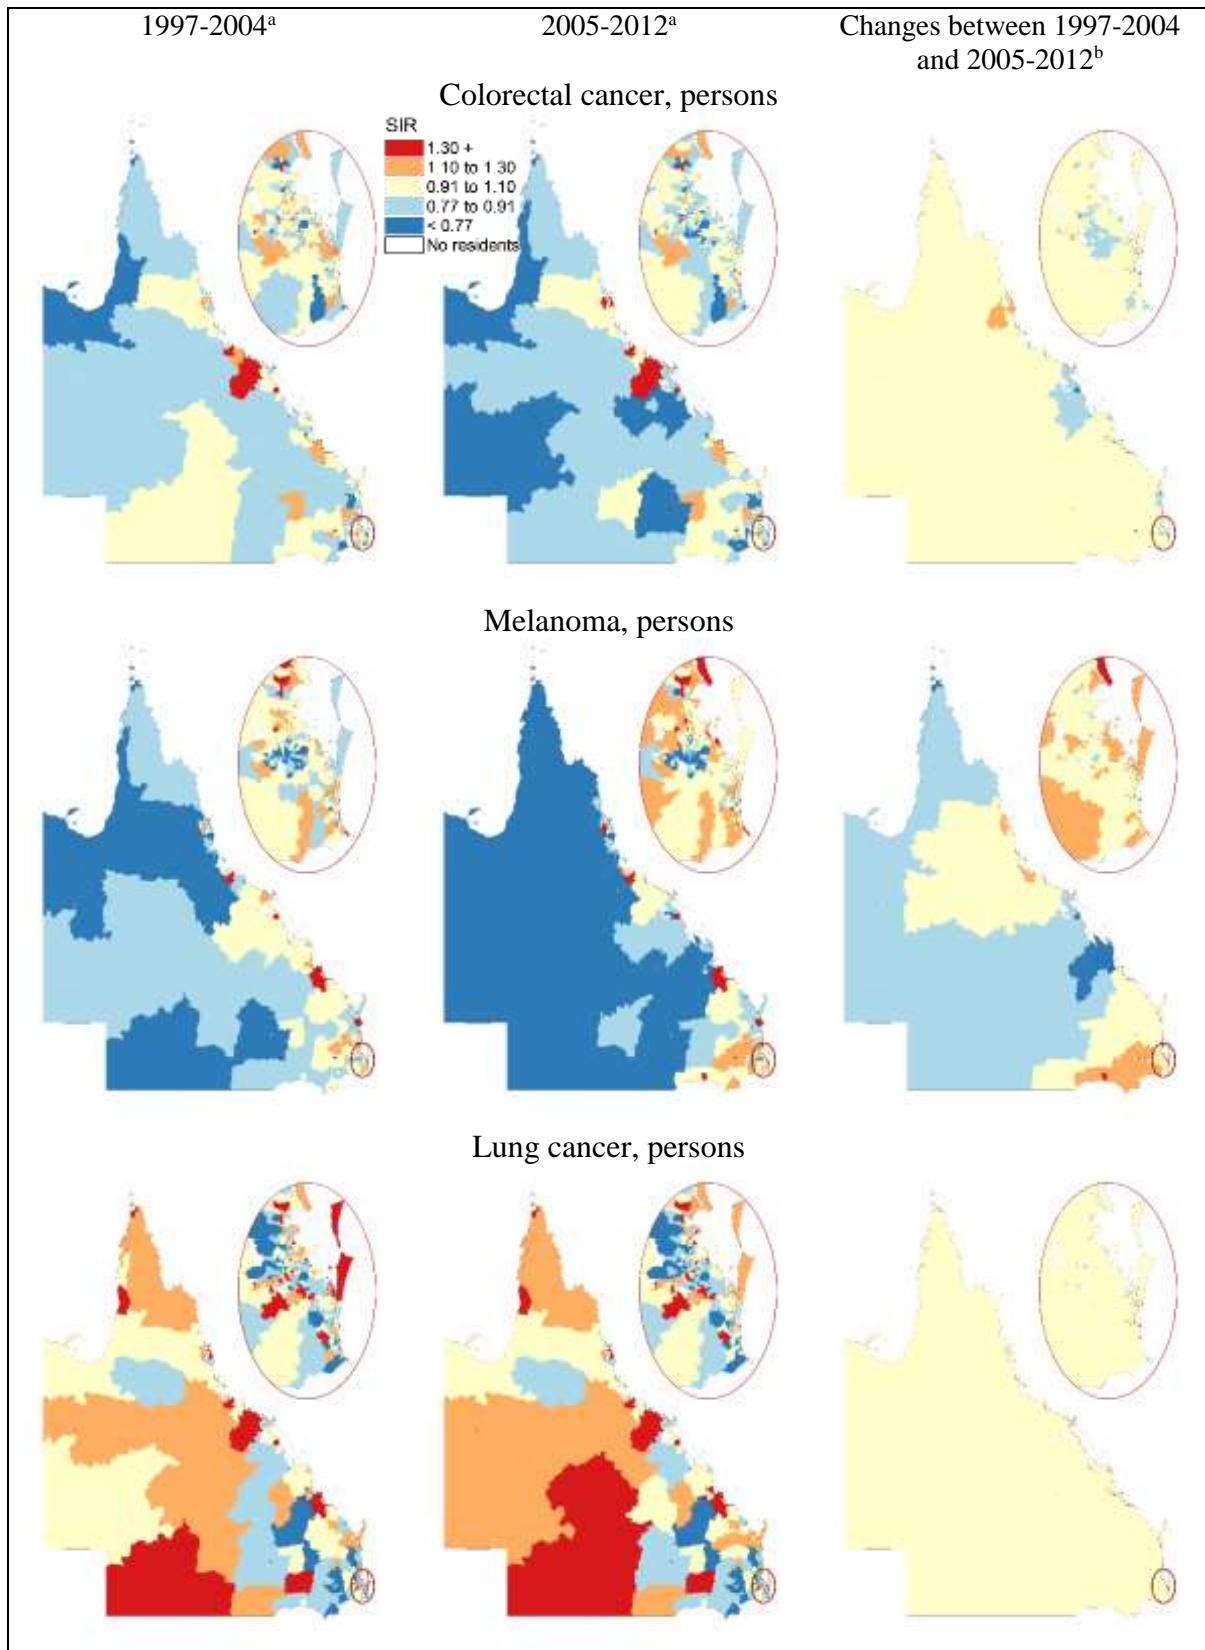 1997-2004ᵃ
2005-2012ᵃ
Changes between 1997-2004
and 2005-2012ᵇ
Colorectal cancer, persons
SIR
1.30 +
1.10 to 1.30
0.91 to 1.10
0.77 to 0.91
< 0.77
No residents
Melanoma, persons
Lung cancer, persons